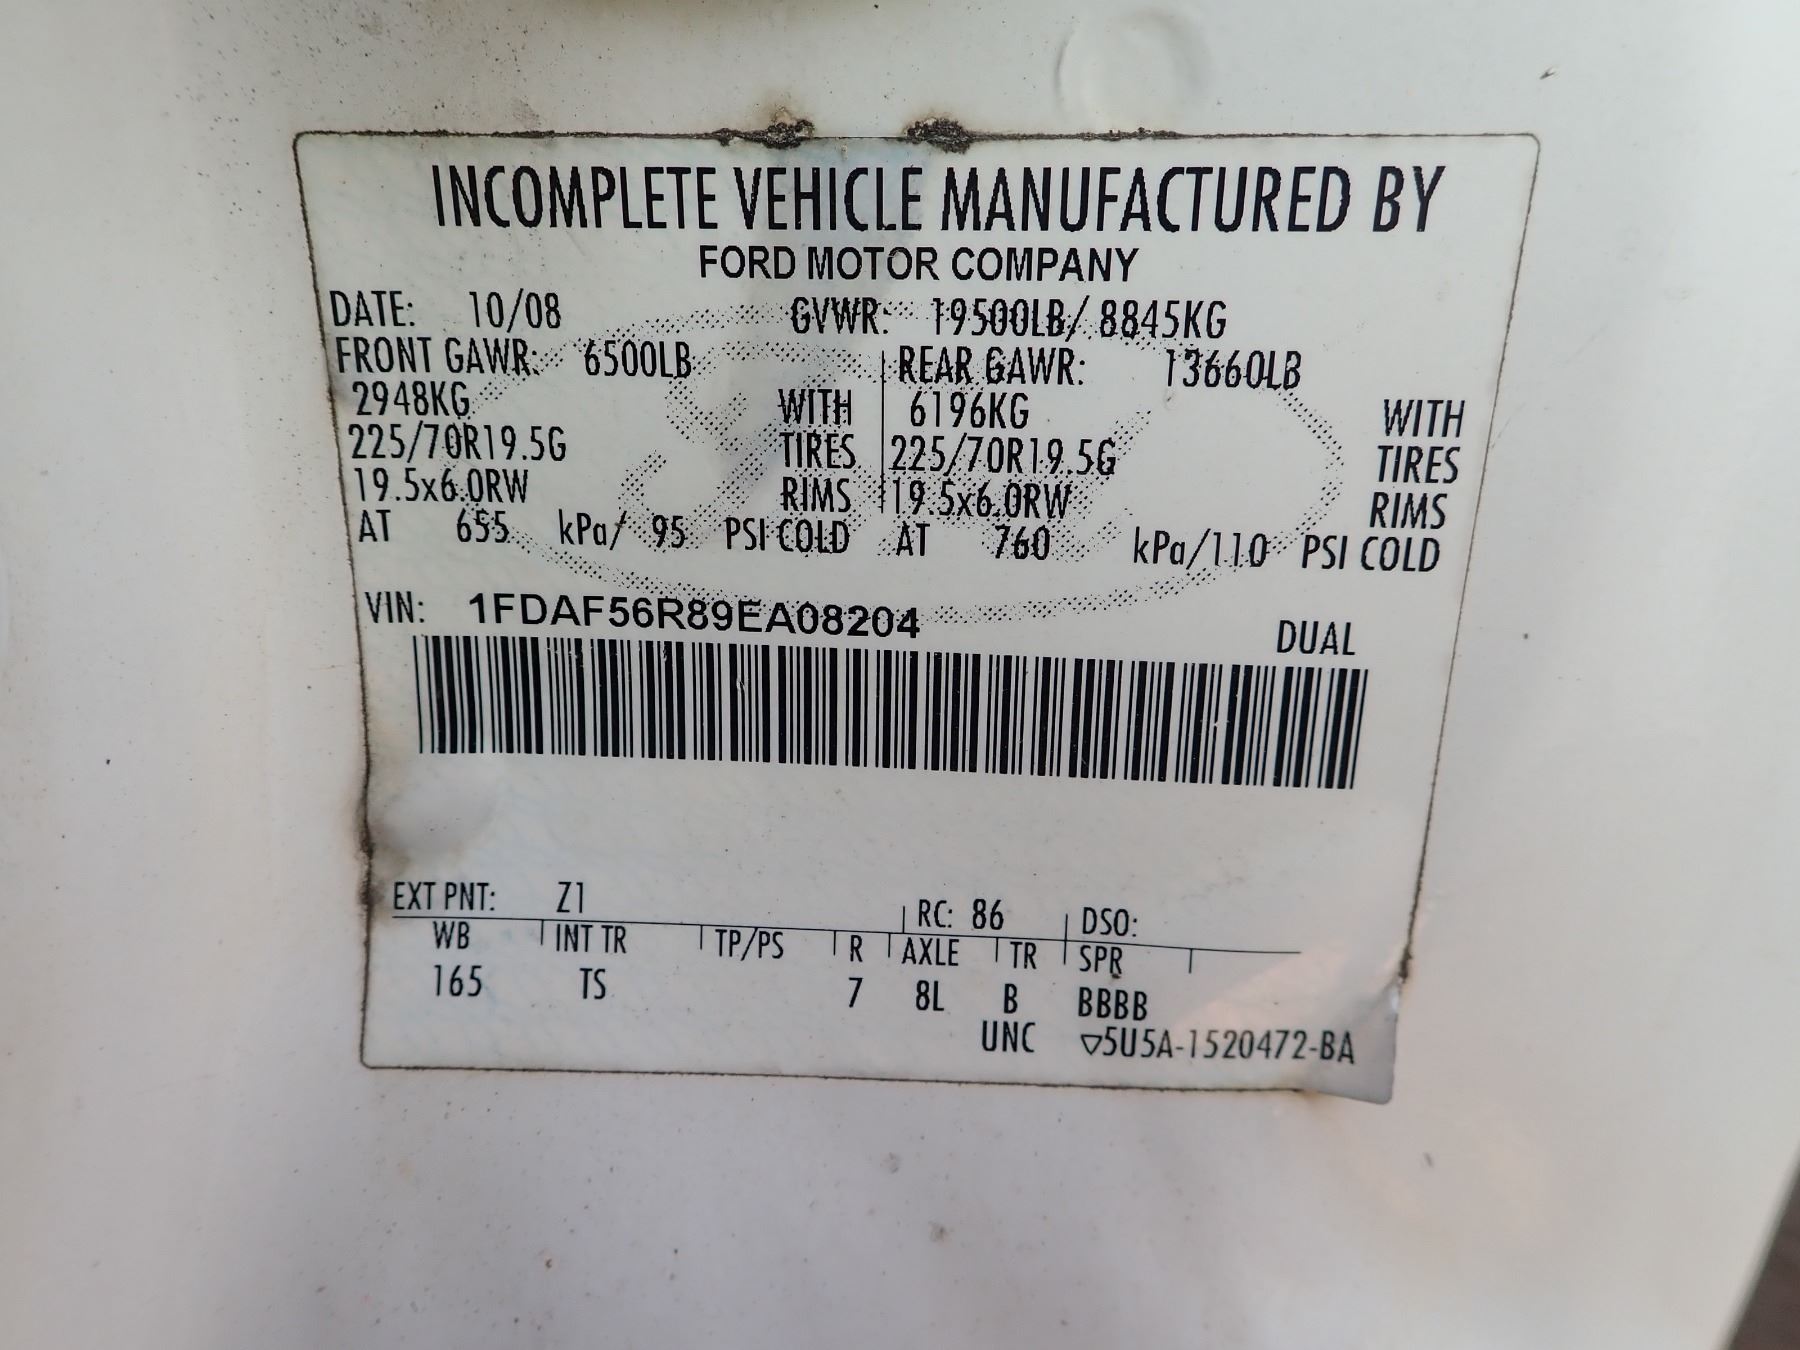 INCOMPLETE VEHICLE MANUFACTURED BY
FORD MOTOR COMPANY
DATE: 10/08 GVWR: 19500LB/ 8845KG
FRONT GAWR: 6500LB REAR GAWR: 13660LB
2948KG WITH 6196KG WITH
225/70R19.5G TIRES 225/70R19.5G TIRES
19.5x6.0RW RIMS 19.5x6.0RW RIMS
AT 655 kPa/ 95 PSI COLD AT 760 kPa/110 PSI COLD
VIN: 1FDAF56R89EA08204
DUAL
EXT PNT: Z1 RC: 86 DSO:
WB INT TR TP/PS R AXLE TR SPR
165 TS 7 8L B BBBB
UNC ▽5U5A-1520472-BA